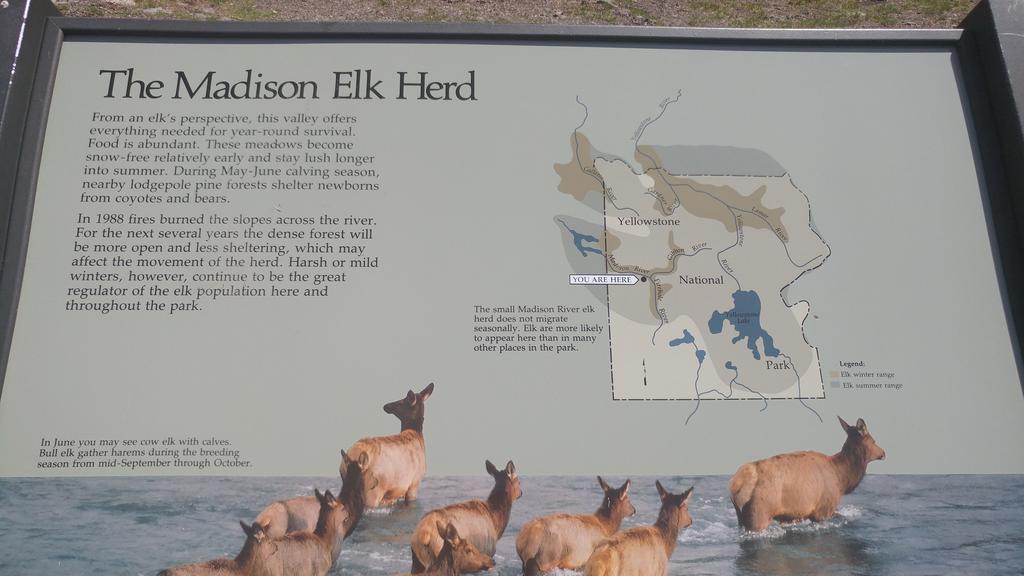 The Madison Elk Herd
From an elk's perspective, this valley offers
everything needed for year-round survival.
Food is abundant. These meadows become
snow-free relatively early and stay lush longer
into summer. During May-June calving season,
nearby lodgepole pine forests shelter newborns
from coyotes and bears.
In 1988 fires burned the slopes across the river.
For the next several years the dense forest will
be more open and less sheltering, which may
affect the movement of the herd. Harsh or mild
winters, however, continue to be the great
regulator of the elk population here and
throughout the park.
In June you may see cow elk with calves.
Bull elk gather harems during the breeding
season from mid-September through October.
The small Madison River elk
herd does not migrate
seasonally. Elk are more likely
to appear here than in many
other places in the park.
YOU ARE HERE
Yellowstone
National
Park
Yellowstone River
Gallatin River
Gardner River
Lamar River
Yellowstone River
Gibbon River
Madison River
Firehole River
Yellowstone
Lake
Legend:
Elk winter range
Elk summer range